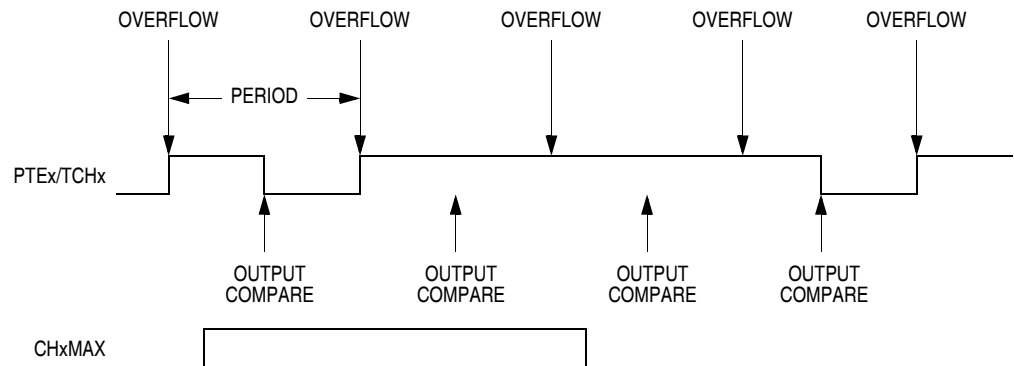 OVERFLOW OVERFLOW OVERFLOW OVERFLOW OVERFLOW
PERIOD
PTEx/TCHx
OUTPUT
COMPARE
OUTPUT
COMPARE
OUTPUT
COMPARE
OUTPUT
COMPARE
CHxMAX